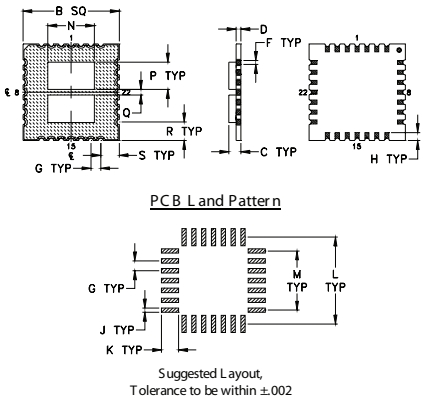 B SQ
N
D
F TYP
1
1
P TYP
℄ 8
22
22
8
Q
R TYP
15
15
℄
S TYP
G TYP
C TYP
H TYP
PCB Land Pattern
G TYP
M TYP
L TYP
J TYP
K TYP
Suggested Layout,
Tolerance to be within ±.002